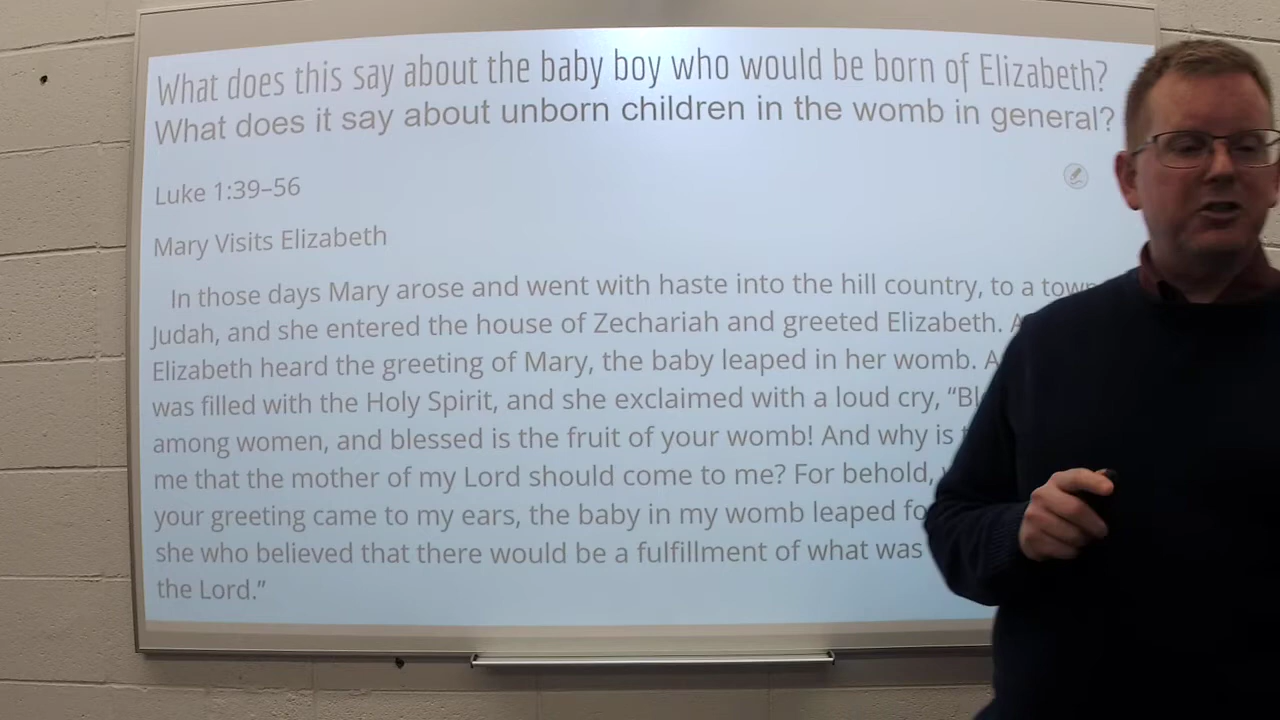 What does this say about the baby boy who would be born of Elizabeth?
What does it say about unborn children in the womb in general?
Luke 1:39–56
Mary Visits Elizabeth
In those days Mary arose and went with haste into the hill country, to a town
Judah, and she entered the house of Zechariah and greeted Elizabeth.
Elizabeth heard the greeting of Mary, the baby leaped in her womb.
was filled with the Holy Spirit, and she exclaimed with a loud cry, “Bl
among women, and blessed is the fruit of your womb! And why is
me that the mother of my Lord should come to me? For behold,
your greeting came to my ears, the baby in my womb leaped fo
she who believed that there would be a fulfillment of what was
the Lord.”